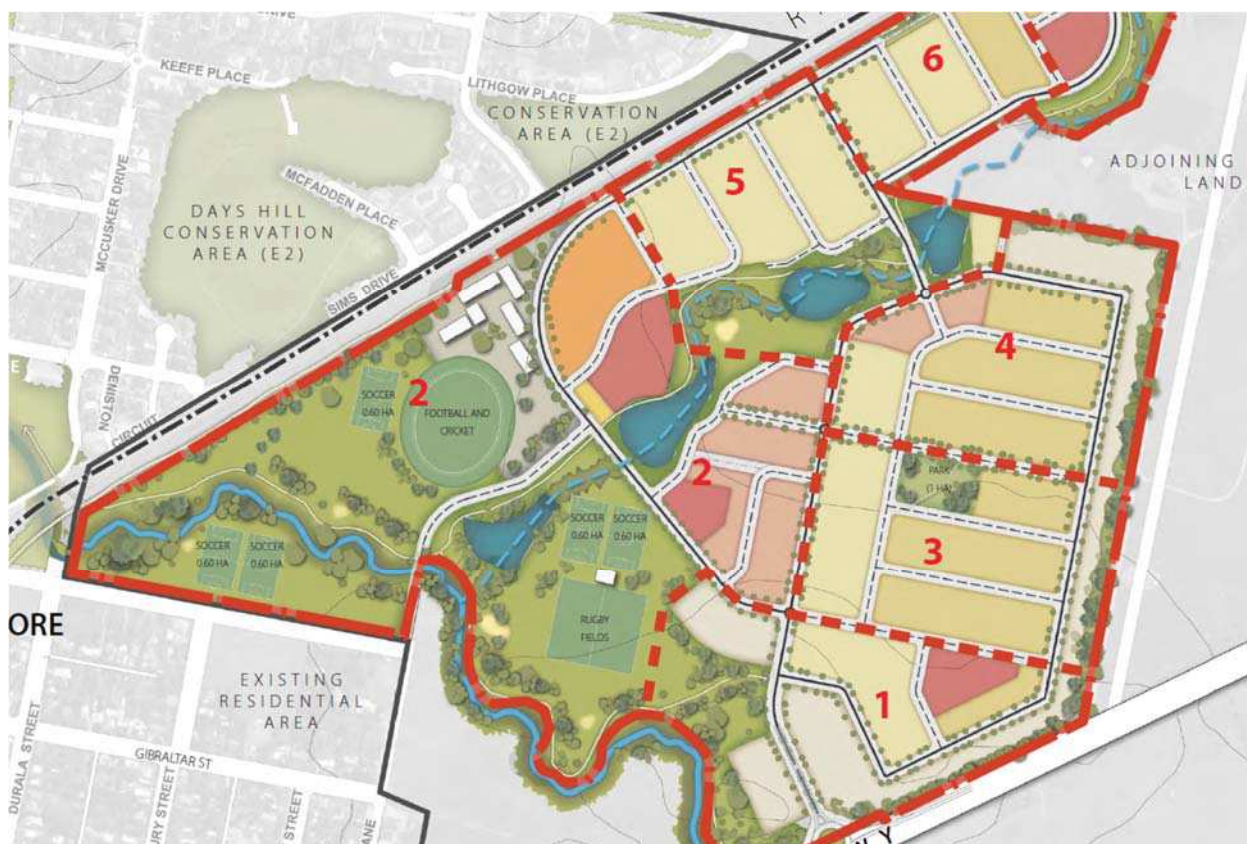 KEEFE PLACE
LITHGOW PLACE
CONSERVATION
AREA (E2)
MCCUSKER DRIVE
MCFADDEN PLACE
DAYS HILL
CONSERVATION
AREA (E2)
SIMS DRIVE
CIRCUIT
ADJOINING
LAND
6
5
4
2
SOCCER
0.60 HA
FOOTBALL AND
CRICKET
2
PARK
(1 HA)
3
SOCCER
0.60 HA
SOCCER
0.60 HA
SOCCER
0.60 HA
SOCCER
0.60 HA
RUGBY
FIELDS
1
ORE
EXISTING
RESIDENTIAL
AREA
GIBRALTAR ST
DURALA STREET
STREET
STREET